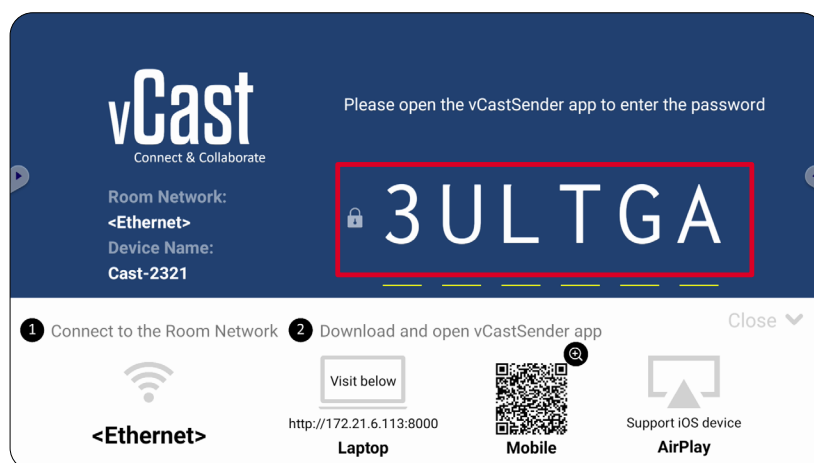 vCast
Connect & Collaborate
Please open the vCastSender app to enter the password
3ULTGA
Room Network:
<Ethernet>
Device Name:
Cast-2321
1 Connect to the Room Network
2 Download and open vCastSender app
Close
<Ethernet>
Visit below
http://172.21.6.113:8000
Laptop
Mobile
Support iOS device
AirPlay